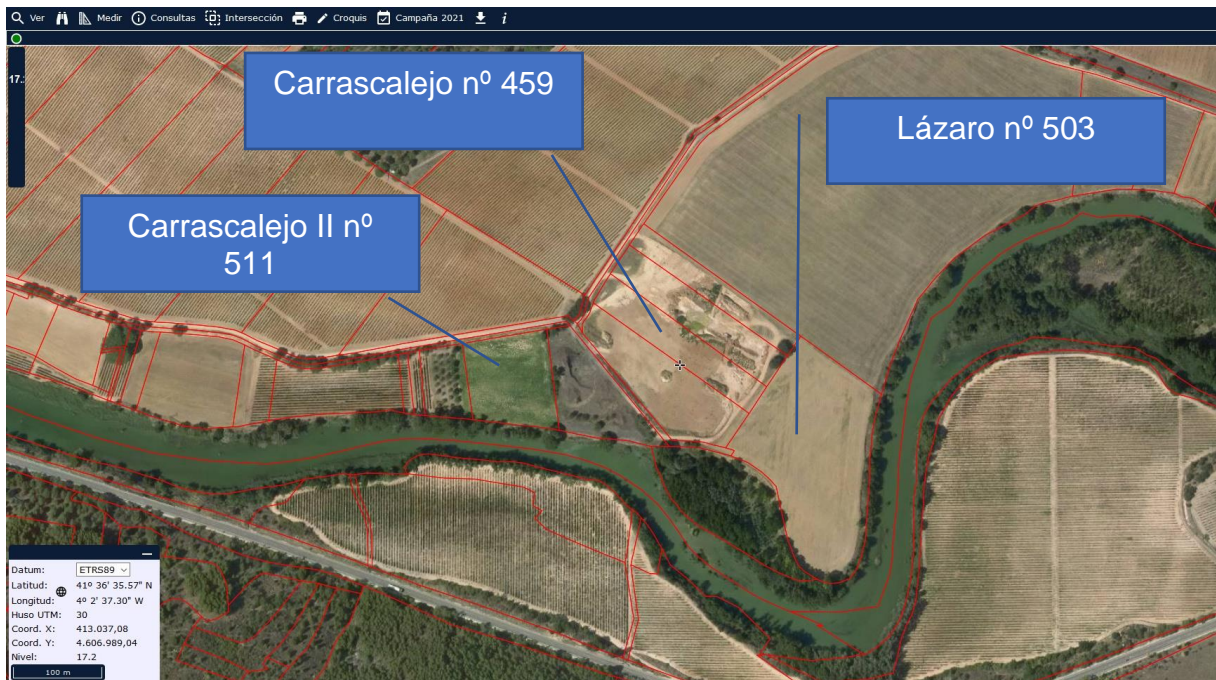 Ver Medir Consultas Intersección Croquis Campaña 2021 i
17.
Carrascalejo nº 459
Lázaro nº 503
Carrascalejo II nº
511
Datum: ETRS89
Latitud: 41º 36' 35.57" N
Longitud: 4º 2' 37.30" W
Huso UTM: 30
Coord. X: 413.037,08
Coord. Y: 4.606.989,04
Nivel: 17.2
100 m